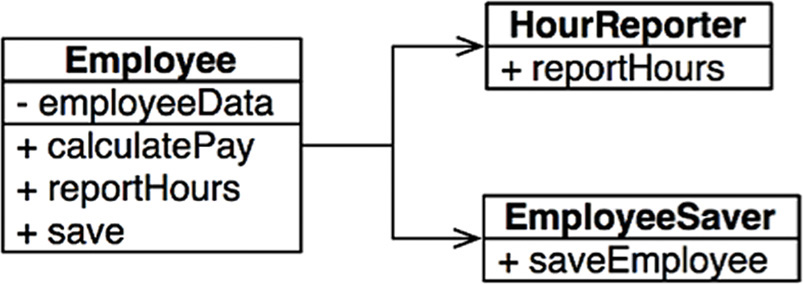 Employee
- employeeData
+ calculatePay
+ reportHours
+ save
HourReporter
+ reportHours
EmployeeSaver
+ saveEmployee